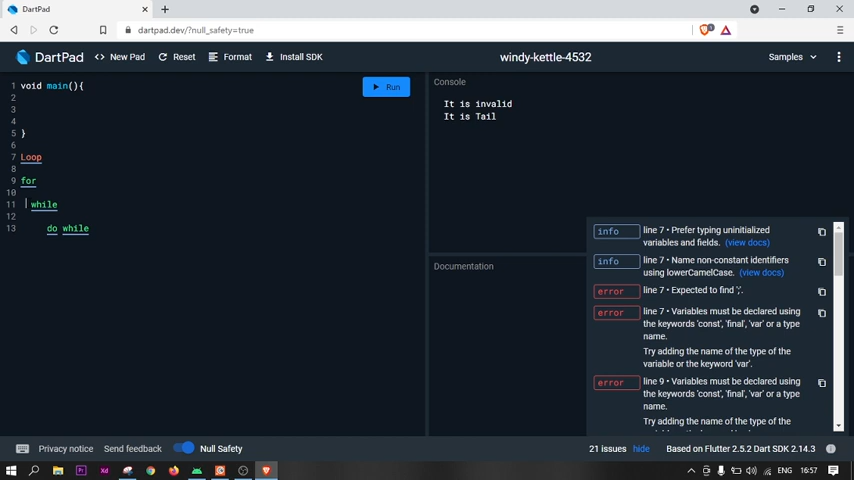 DartPad
dartpad.dev/?null_safety=true
1
DartPad
<> New Pad
Reset
Format
Install SDK
windy-kettle-4532
Samples
1 void main(){
2
3
4
5 }
6
7 Loop
8
9 for
10
11 while
12
13 do while
Run
Console
It is invalid
It is Tail
Documentation
info line 7 • Prefer typing uninitialized
variables and fields. (view docs)
info line 7 • Name non-constant identifiers
using lowerCamelCase. (view docs)
error line 7 • Expected to find ';'.
error line 7 • Variables must be declared using
the keywords 'const', 'final', 'var' or a type
name.
Try adding the name of the type of the
variable or the keyword 'var'.
error line 9 • Variables must be declared using
the keywords 'const', 'final', 'var' or a type
name.
Try adding the name of the type of the
Privacy notice
Send feedback
Null Safety
21 issues hide
Based on Flutter 2.5.2 Dart SDK 2.14.3
Pr
Xd
ENG
16:57